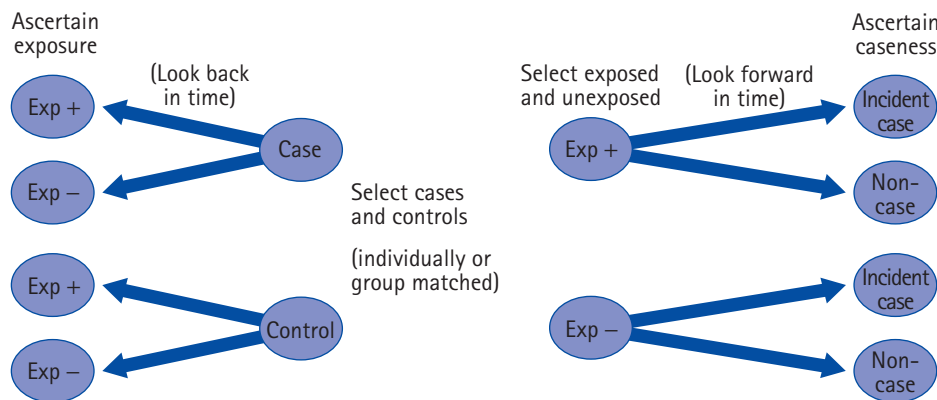 Ascertain
exposure
(Look back
in time)
Exp +
Case
Exp –
Select cases
and controls
(individually or
group matched)
Exp +
Control
Exp –
Ascertain
caseness
Select exposed
and unexposed
(Look forward
in time)
Incident
case
Exp +
Non-
case
Incident
case
Exp –
Non-
case